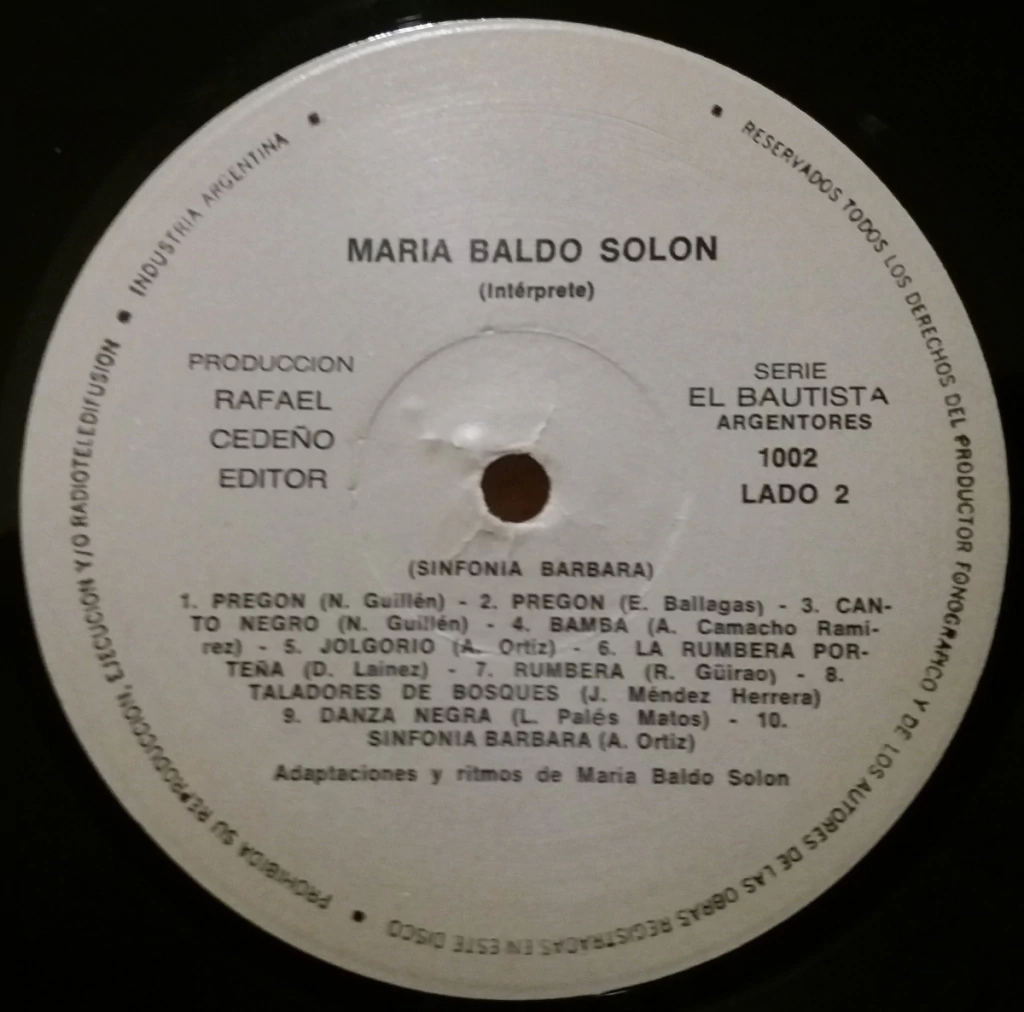 MARIA BALDO SOLON
(Intérprete)
PRODUCCION
RAFAEL
CEDEÑO
EDITOR
SERIE
EL BAUTISTA
ARGENTORES
1002
LADO 2
(SINFONIA BARBARA)
1. PREGON (N. Guillén) - 2. PREGON (E. Ballagas) - 3. CAN-
TO NEGRO (N. Guillén) - 4. BAMBA (A. Camacho Rami-
rez) - 5. JOLGORIO (A. Ortiz) - 6. LA RUMBERA POR-
TEÑA (D. Lainez) - 7. RUMBERA (R. Güirao) - 8.
TALADORES DE BOSQUES (J. Méndez Herrera)
9. DANZA NEGRA (L. Palés Matos) - 10.
SINFONIA BARBARA (A. Ortiz)
Adaptaciones y ritmos de Maria Baldo Solon
RESERVADOS TODOS LOS DERECHOS DEL PRODUCTOR FONOGRAFICO Y DE LOS AUTORES DE LAS OBRAS REGISTRADAS EN ESTE DISCO
PROHIBIDA SU REPRODUCCION, EJECUCION Y/O RADIOTELEDIFUSION
INDUSTRIA ARGENTINA